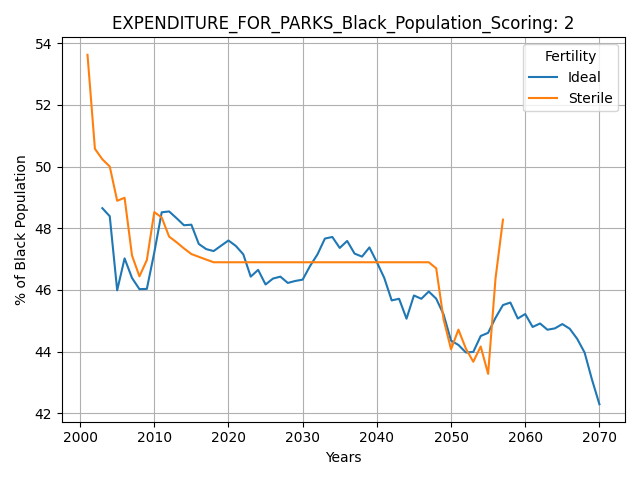 EXPENDITURE_FOR_PARKS_Black_Population_Scoring: 2
Fertility
Ideal
Sterile
% of Black Population
54
52
50
48
46
44
42
2000 2010 2020 2030 2040 2050 2060 2070
Years